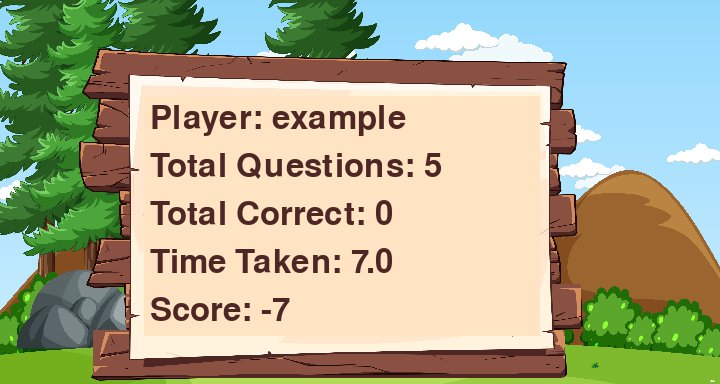 Player: example
Total Questions: 5
Total Correct: 0
Time Taken: 7.0
Score: -7